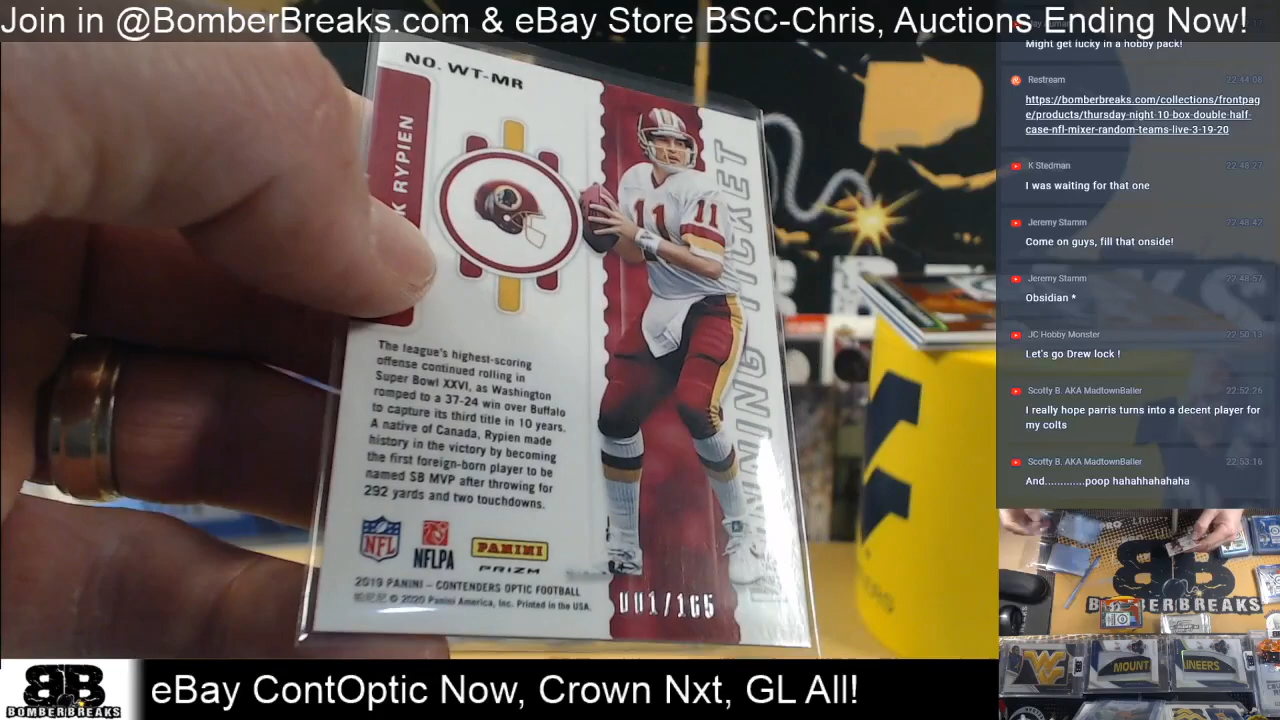 Join in @BomberBreaks.com & eBay Store BSC-Chris, Auctions Ending Now!
NO. WT-MR
K RYPIEN
11 11
WINNING TICKET
The league's highest-scoring
offense continued rolling in
Super Bowl XXVI, as Washington
romped to a 37-24 win over Buffalo
to capture its third title in 10 years.
A native of Canada, Rypien made
history in the victory by becoming
the first foreign-born player to be
named SB MVP after throwing for
292 yards and two touchdowns.
NFL
NFLPA
PANINI
PRIZM
2019 PANINI – CONTENDERS OPTIC FOOTBALL
© 2020 Panini America, Inc. Printed in the USA.
001/165
Might get lucky in a hobby pack!
Restream 22:44:08
https://bomberbreaks.com/collections/frontpag
e/products/thursday-night-10-box-double-half-
case-nfl-mixer-random-teams-live-3-19-20
K Stedman 22:48:27
I was waiting for that one
Jeremy Stamm 22:48:42
Come on guys, fill that onside!
Jeremy Stamm 22:48:57
Obsidian *
JC Hobby Monster 22:50:13
Let's go Drew lock !
Scotty B. AKA MadtownBaller 22:52:26
I really hope parris turns into a decent player for
my colts
Scotty B. AKA MadtownBaller 22:53:16
And............poop hahahhahahaha
BOMBERBREAKS
MOUNT
INEERS
BB
BOMBERBREAKS
eBay ContOptic Now, Crown Nxt, GL All!